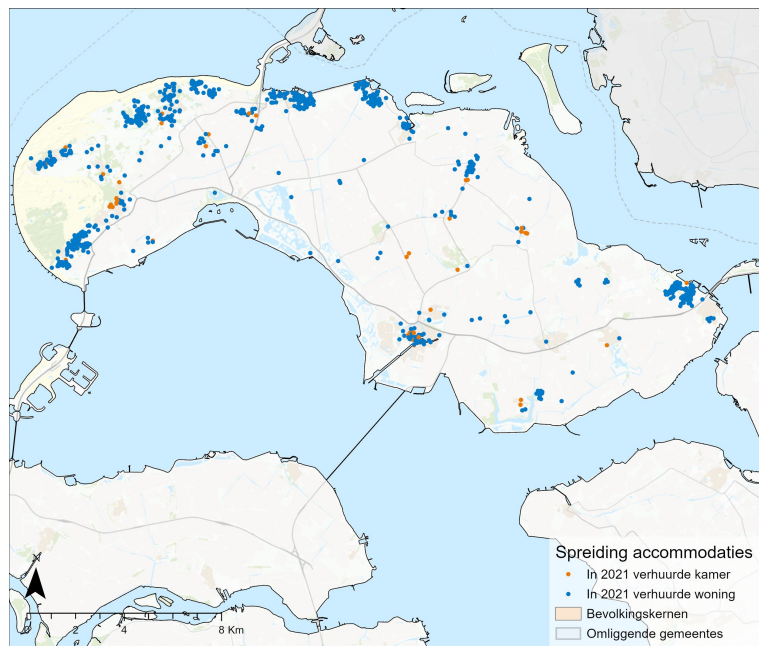 Spreiding accommodaties
In 2021 verhuurde kamer
In 2021 verhuurde woning
Bevolkingskernen
Omliggende gemeentes
N
0 2 4 8 Km